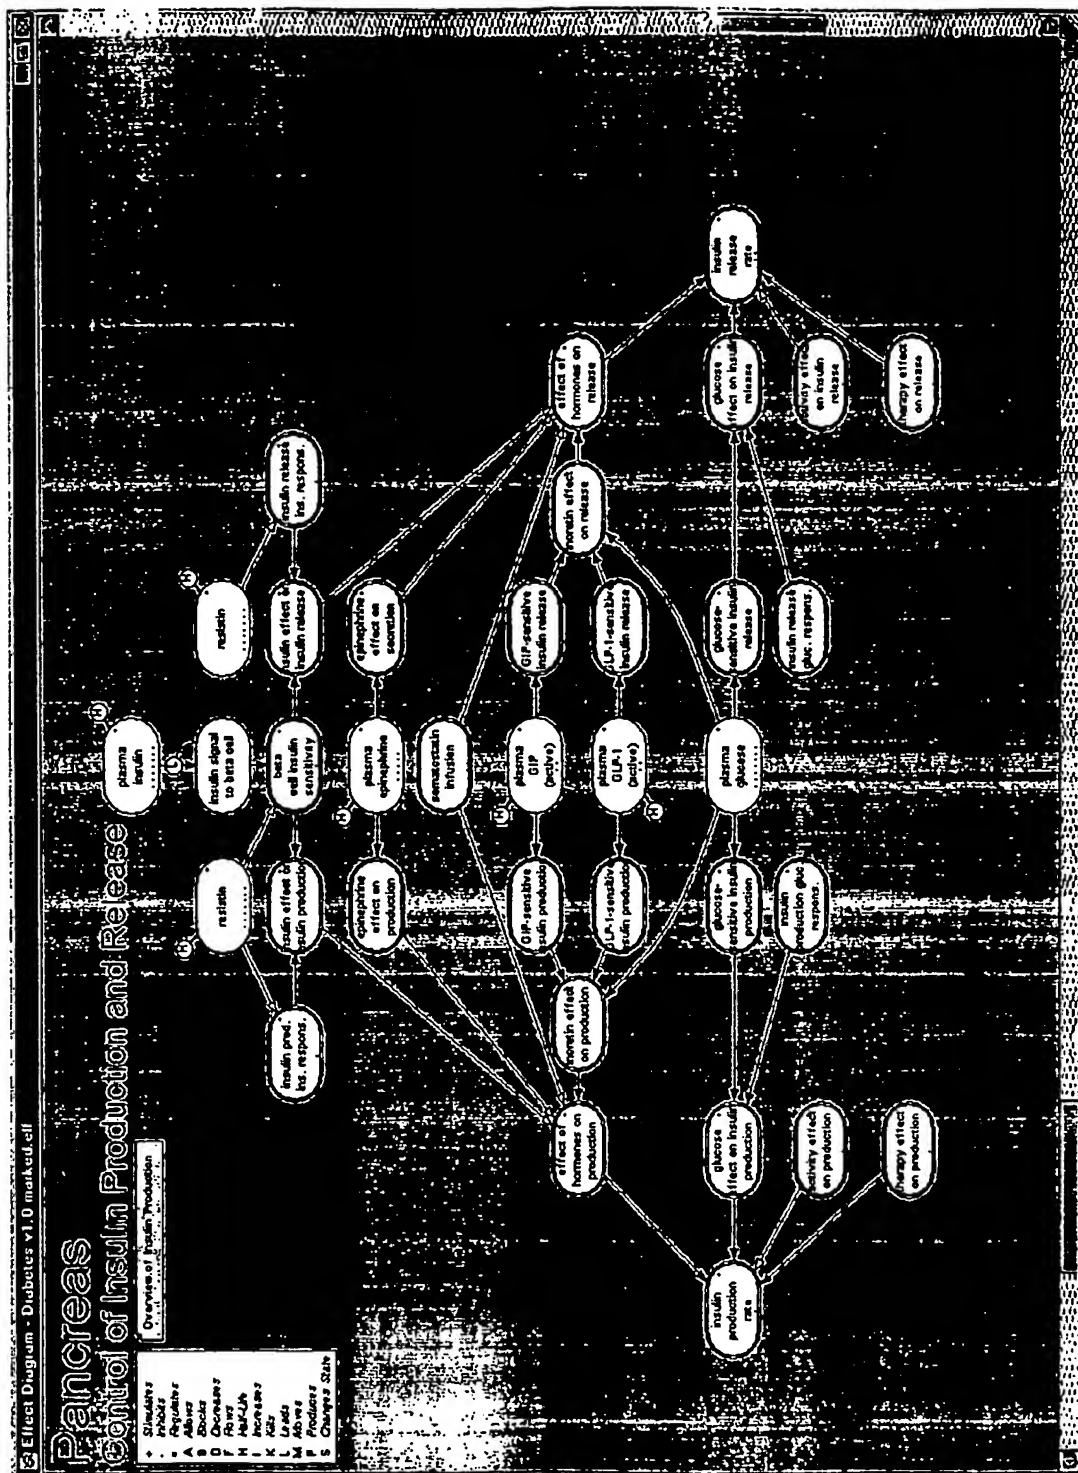 Effect Diagram - Diabetes v1.0 matked.elf
Pancreas
Control of Insulin Production and Release
Overview of Insulin Production
+ Stimulates
- Inhibits
Regulates
A Allows
B Blocks
D Decreases
F Flows
H Half-Life
I Increases
K Kills
L Leads
M Moves
P Produces
S Changes State
plasma
insulin
H
insulin signal
to beta cell
resistin
H
resistin
H
insulin prod.
ins. respons.
insulin effect on
insulin production
beta
cell insulin
sensitivity
insulin effect on
insulin release
insulin release
ins. respons.
epinephrine
effect on
production
plasma
epinephrine
H
epinephrine
effect on
secretion
somatostatin
infusion
GIP-sensitive
sulin production
plasma
GIP
(active)
H
GIP-sensitive
insulin release
LP-1-sensitive
sulin production
plasma
GLP-1
(active)
H
LP-1-sensitive
insulin release
effect of
hormones on
production
incretin effect
on production
incretin effect
on release
effect of
hormones on
release
insulin
production
rate
glucose
effect on insulin
production
glucose-
sensitive insulin
production
plasma
glucose
glucose-
sensitive insulin
release
glucose
effect on insulin
release
insulin
release
rate
insulin
production gluc
respons.
insulin release
gluc. respons.
activity effect
on production
activity effect
on insulin
release
therapy effect
on production
therapy effect
on release